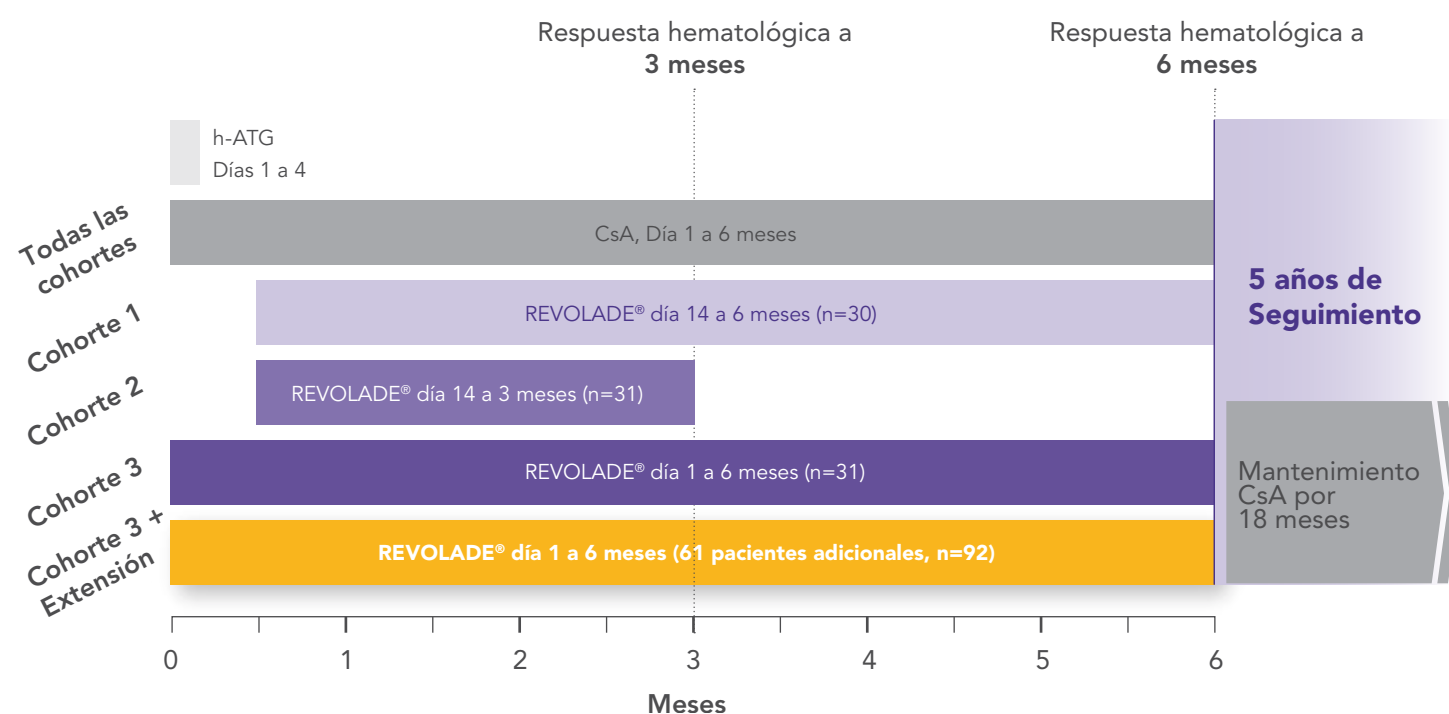 Respuesta hematológica a
3 meses
Respuesta hematológica a
6 meses
h-ATG
Días 1 a 4
Todas las
cohortes
CsA, Día 1 a 6 meses
Cohorte 1
REVOLADE® día 14 a 6 meses (n=30)
5 años de
Seguimiento
Cohorte 2
REVOLADE® día 14 a 3 meses (n=31)
Cohorte 3
REVOLADE® día 1 a 6 meses (n=31)
Mantenimiento
CsA por
18 meses
Cohorte 3 +
Extensión
REVOLADE® día 1 a 6 meses (61 pacientes adicionales, n=92)
0 1 2 3 4 5 6
Meses